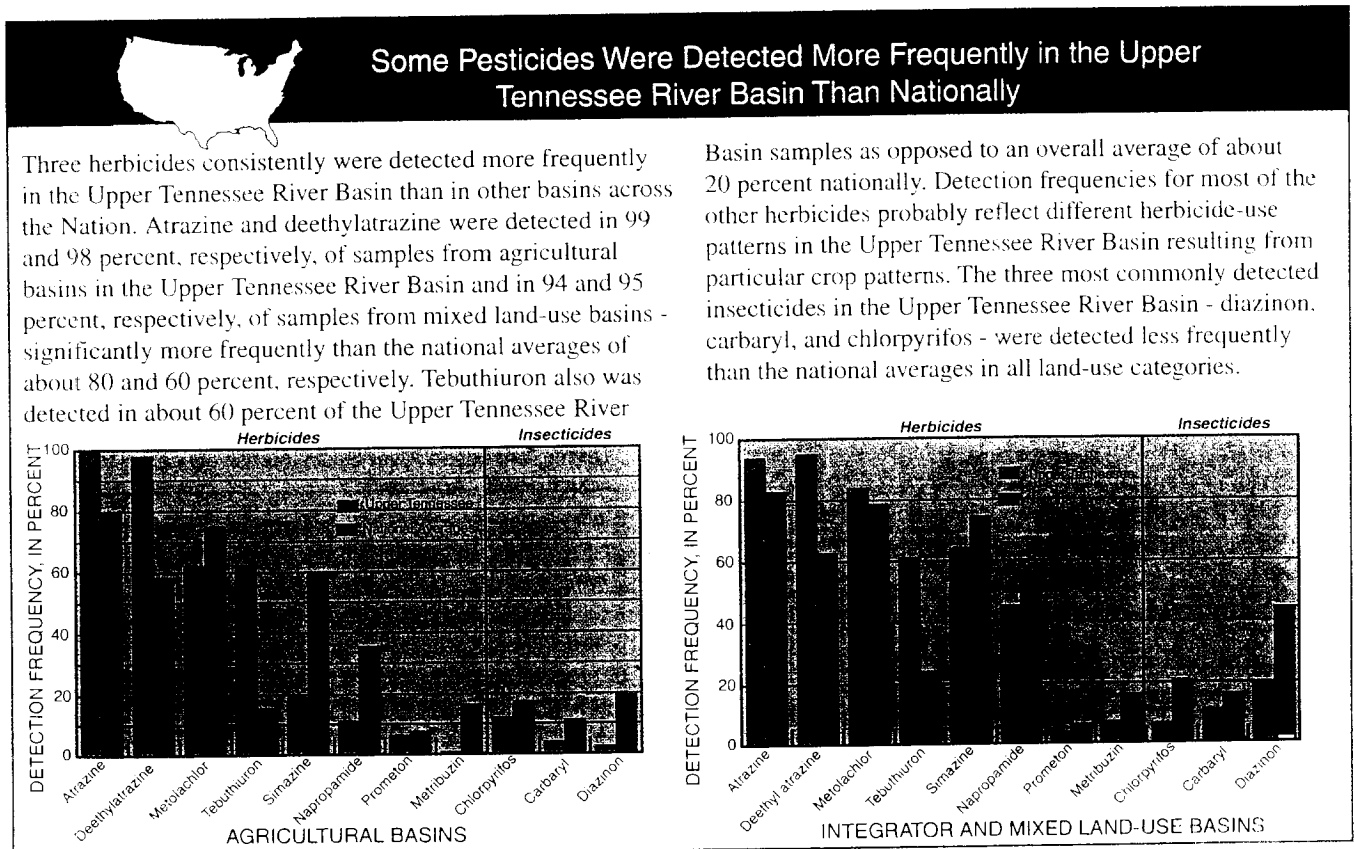 Some Pesticides Were Detected More Frequently in the Upper
Tennessee River Basin Than Nationally
Three herbicides consistently were detected more frequently
in the Upper Tennessee River Basin than in other basins across
the Nation. Atrazine and deethylatrazine were detected in 99
and 98 percent, respectively, of samples from agricultural
basins in the Upper Tennessee River Basin and in 94 and 95
percent, respectively, of samples from mixed land-use basins -
significantly more frequently than the national averages of
about 80 and 60 percent, respectively. Tebuthiuron also was
detected in about 60 percent of the Upper Tennessee River
Basin samples as opposed to an overall average of about
20 percent nationally. Detection frequencies for most of the
other herbicides probably reflect different herbicide-use
patterns in the Upper Tennessee River Basin resulting from
particular crop patterns. The three most commonly detected
insecticides in the Upper Tennessee River Basin - diazinon,
carbaryl, and chlorpyrifos - were detected less frequently
than the national averages in all land-use categories.
Herbicides
Insecticides
DETECTION FREQUENCY, IN PERCENT
100
80
60
40
20
0
Upper Tennessee
Atrazine
Deethylatrazine
Metolachlor
Tebuthiuron
Simazine
Napropamide
Prometon
Metribuzin
Chlorpyrifos
Carbaryl
Diazinon
AGRICULTURAL BASINS
Herbicides
Insecticides
DETECTION FREQUENCY, IN PERCENT
100
80
60
40
20
0
Atrazine
Deethyl atrazine
Metolachlor
Tebuthiuron
Simazine
Napropamide
Prometon
Metribuzin
Chlorpyrifos
Carbaryl
Diazinon
INTEGRATOR AND MIXED LAND-USE BASINS